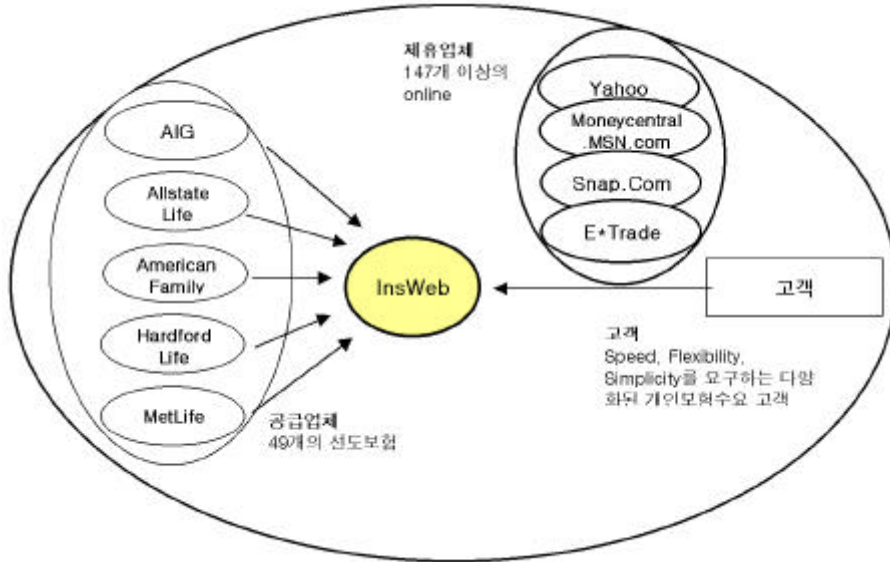 제휴업체
147개 이상의
online
Yahoo
Moneycentral
.MSN.com
Snap.Com
E*Trade
AIG
Allstate
Life
American
Family
Hardford
Life
MetLife
InsWeb
고객
고객
Speed, Flexibility,
Simplicity를 요구하는 다양
화된 개인보험수요 고객
공급업체
49개의 선도보험